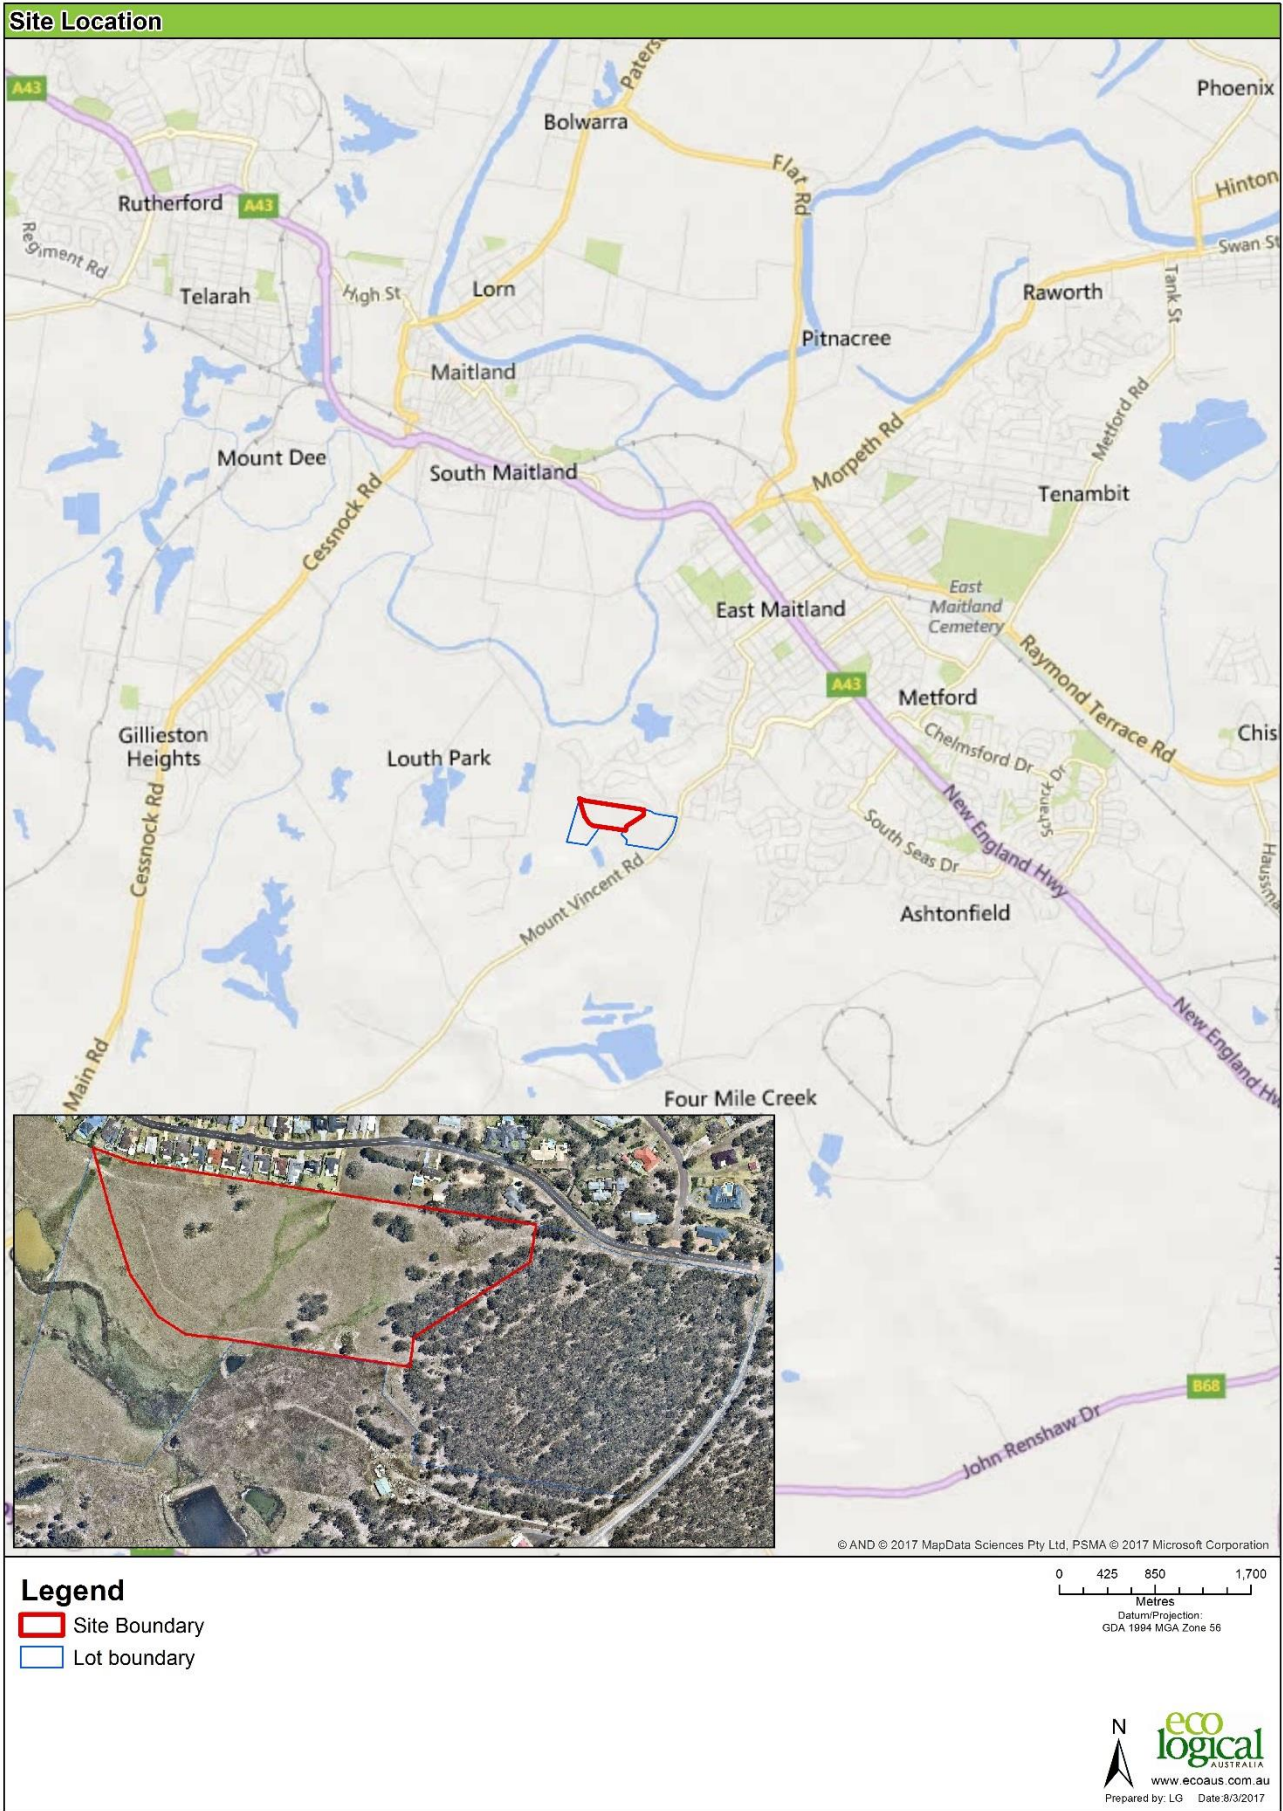 Site Location
A43
Paterso
Phoenix
Bolwarra
Flat Rd
Hinton
Rutherford
A43
Swan St
Regiment Rd
Telarah
High St
Lorn
Raworth
Tank St
Pitnacree
Maitland
Metford Rd
Mount Dee
South Maitland
Morpeth Rd
Cessnock Rd
Tenambit
East Maitland
East
Maitland
Cemetery
Raymond Terrace Rd
A43
Metford
Gillieston
Heights
Louth Park
Chelmsford Dr
Chis
Schanck Dr
Cessnock Rd
New England Hwy
South Seas Dr
Mount Vincent Rd
Haussma
Ashtonfield
New England Hw
Main Rd
Four Mile Creek
B68
John Renshaw Dr
© AND © 2017 MapData Sciences Pty Ltd, PSMA © 2017 Microsoft Corporation
Legend
Site Boundary
Lot boundary
0 425 850 1,700
Metres
Datum/Projection:
GDA 1994 MGA Zone 56
N
eco
logical
AUSTRALIA
www.ecoaus.com.au
Prepared by: LG Date:8/3/2017